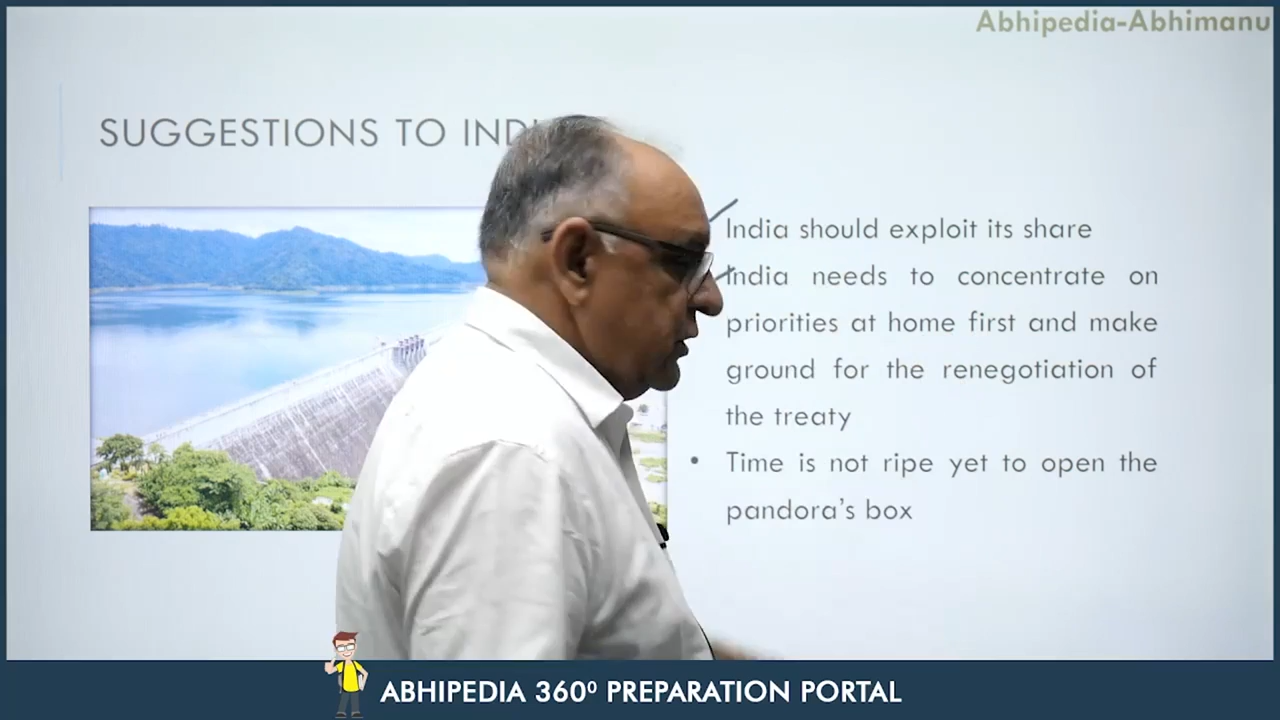 Abhipedia-Abhimanu
SUGGESTIONS TO
India should exploit its share
India needs to concentrate on
priorities at home first and make
ground for the renegotiation of
the treaty
• Time is not ripe yet to open the
pandora's box
ABHIPEDIA 360⁰ PREPARATION PORTAL